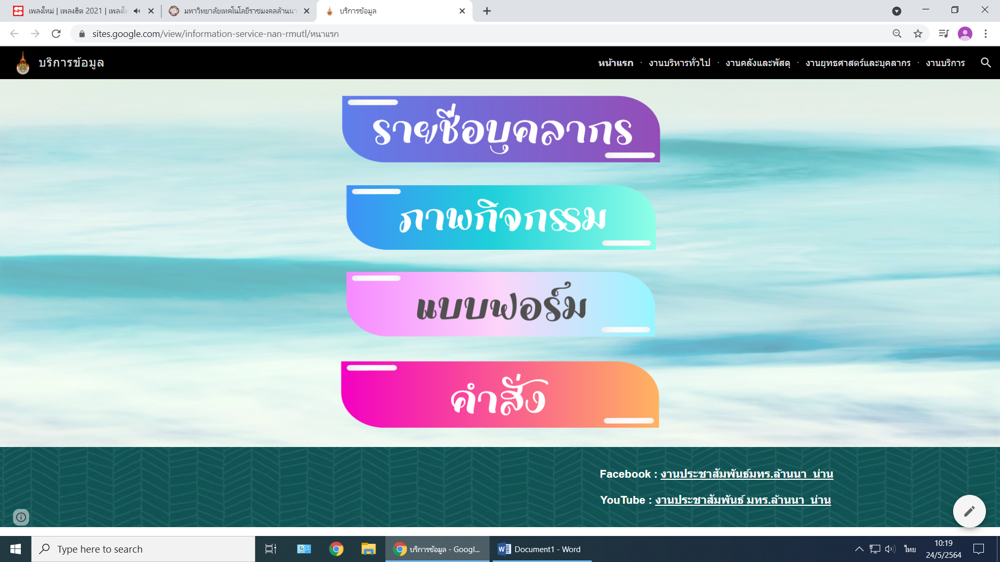 เพลงใหม่ | เพลงฮิต 2021 | เพลงให
มหาวิทยาลัยเทคโนโลยีราชมงคลล้านนา
บริการข้อมูล
sites.google.com/view/information-service-nan-rmutl/หนาแรก
บริการข้อมูล
หน้าแรก · งานบริหารทั่วไป · งานคลังและพัสดุ · งานยุทธศาสตร์และบุคลากร · งานบริการ
รายชื่อบุคลากร
ภาพกิจกรรม
แบบฟอร์ม
คำสั่ง
Facebook : งานประชาสัมพันธ์มทร.ล้านนา น่าน
YouTube : งานประชาสัมพันธ์ มทร.ล้านนา น่าน
Type here to search
บริการข้อมูล - Googl...
Document1 - Word
ไทย
10:19
24/5/2564